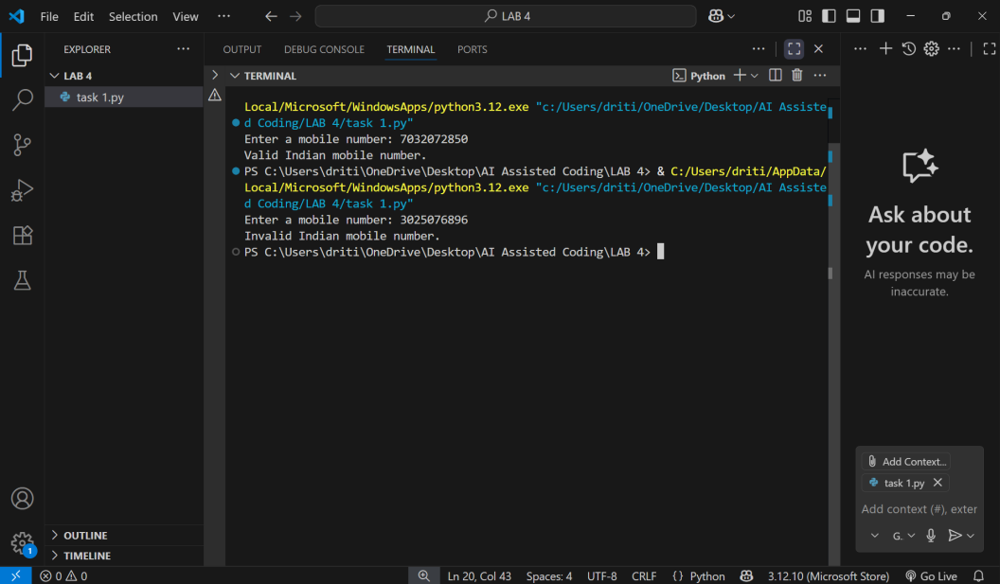 File Edit Selection View ··· LAB 4
EXPLORER ···
LAB 4
task 1.py
OUTLINE
TIMELINE
OUTPUT DEBUG CONSOLE TERMINAL PORTS ···
TERMINAL Python ···
Local/Microsoft/WindowsApps/python3.12.exe "c:/Users/driti/OneDrive/Desktop/AI Assiste
d Coding/LAB 4/task 1.py"
Enter a mobile number: 7032072850
Valid Indian mobile number.
PS C:\Users\driti\OneDrive\Desktop\AI Assisted Coding\LAB 4> & C:/Users/driti/AppData/
Local/Microsoft/WindowsApps/python3.12.exe "c:/Users/driti/OneDrive/Desktop/AI Assiste
d Coding/LAB 4/task 1.py"
Enter a mobile number: 3025076896
Invalid Indian mobile number.
PS C:\Users\driti\OneDrive\Desktop\AI Assisted Coding\LAB 4>
Ask about
your code.
AI responses may be
inaccurate.
Add Context...
task 1.py
Add context (#), exter
G.
1
0 0 Ln 20, Col 43 Spaces: 4 UTF-8 CRLF {} Python 3.12.10 (Microsoft Store) Go Live